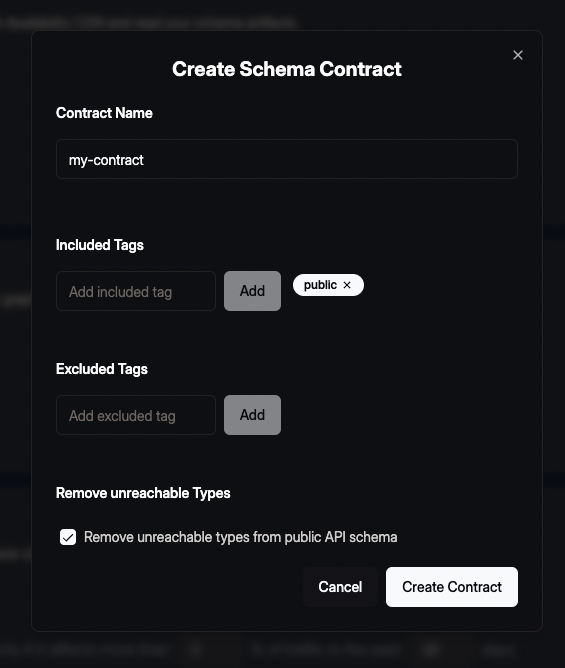 Create Schema Contract
Contract Name
my-contract
Included Tags
Add included tag
Add
public
Excluded Tags
Add excluded tag
Add
Remove unreachable Types
Remove unreachable types from public API schema
Cancel
Create Contract